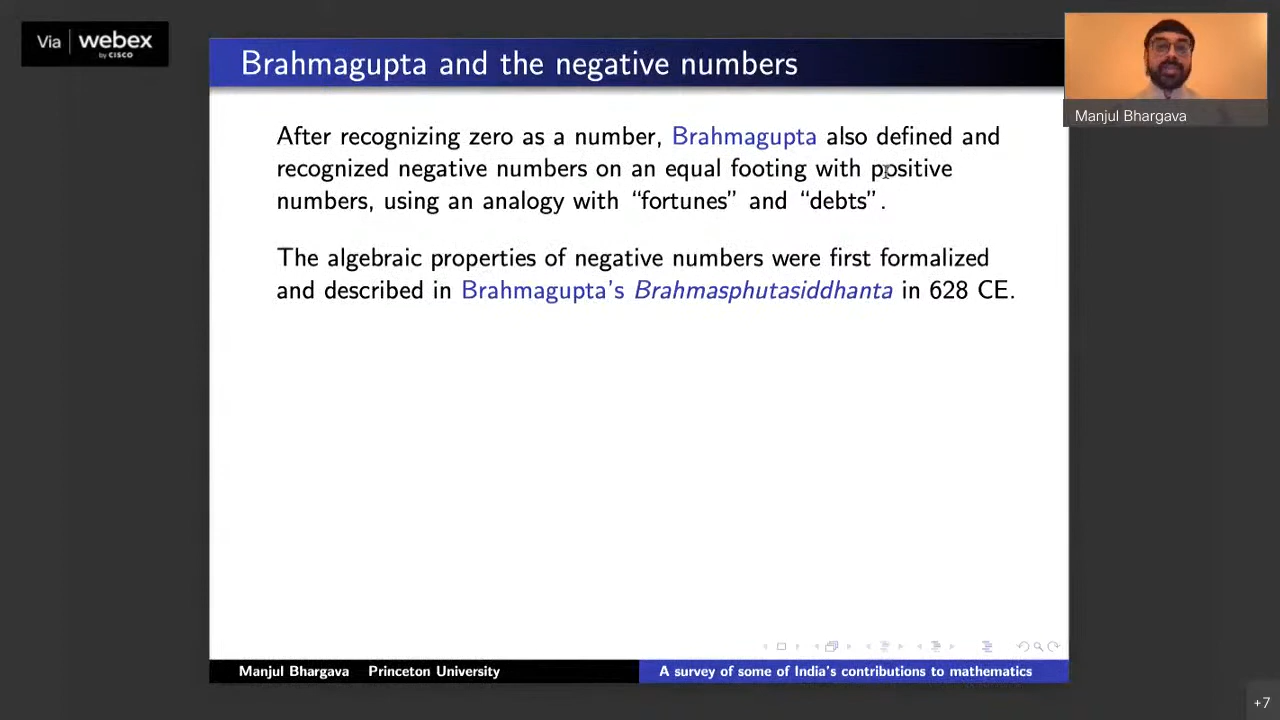 Via webex
by CISCO
Brahmagupta and the negative numbers
Manjul Bhargava
After recognizing zero as a number, Brahmagupta also defined and
recognized negative numbers on an equal footing with positive
numbers, using an analogy with “fortunes” and “debts”.
The algebraic properties of negative numbers were first formalized
and described in Brahmagupta's Brahmasphutasiddhanta in 628 CE.
Manjul Bhargava Princeton University
A survey of some of India's contributions to mathematics
+7